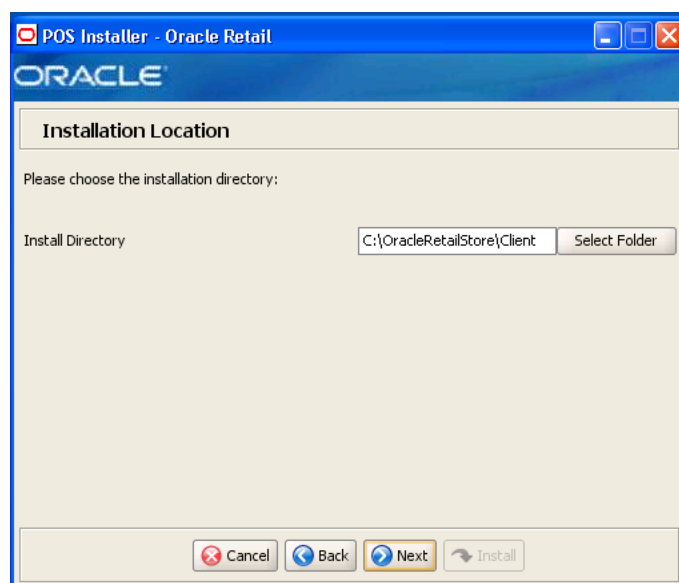 POS Installer - Oracle Retail
ORACLE
Installation Location
Please choose the installation directory:
Install Directory C:\OracleRetailStore\Client Select Folder
Cancel Back Next Install